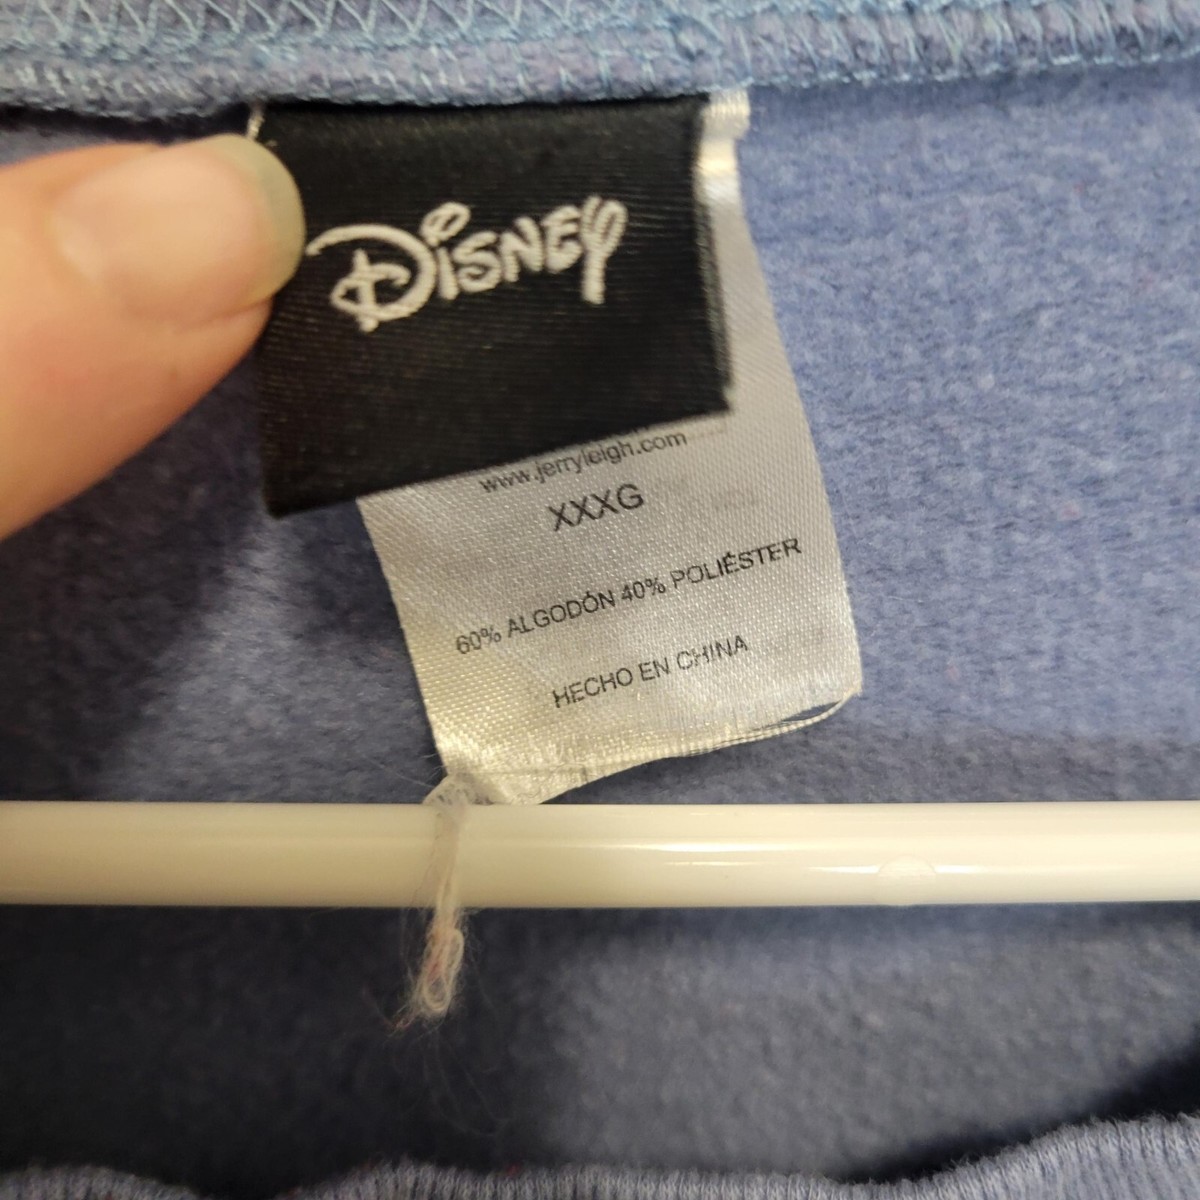 Disney
www.jerryleigh.com
XXXG
60% ALGODÓN 40% POLIÉSTER
HECHO EN CHINA